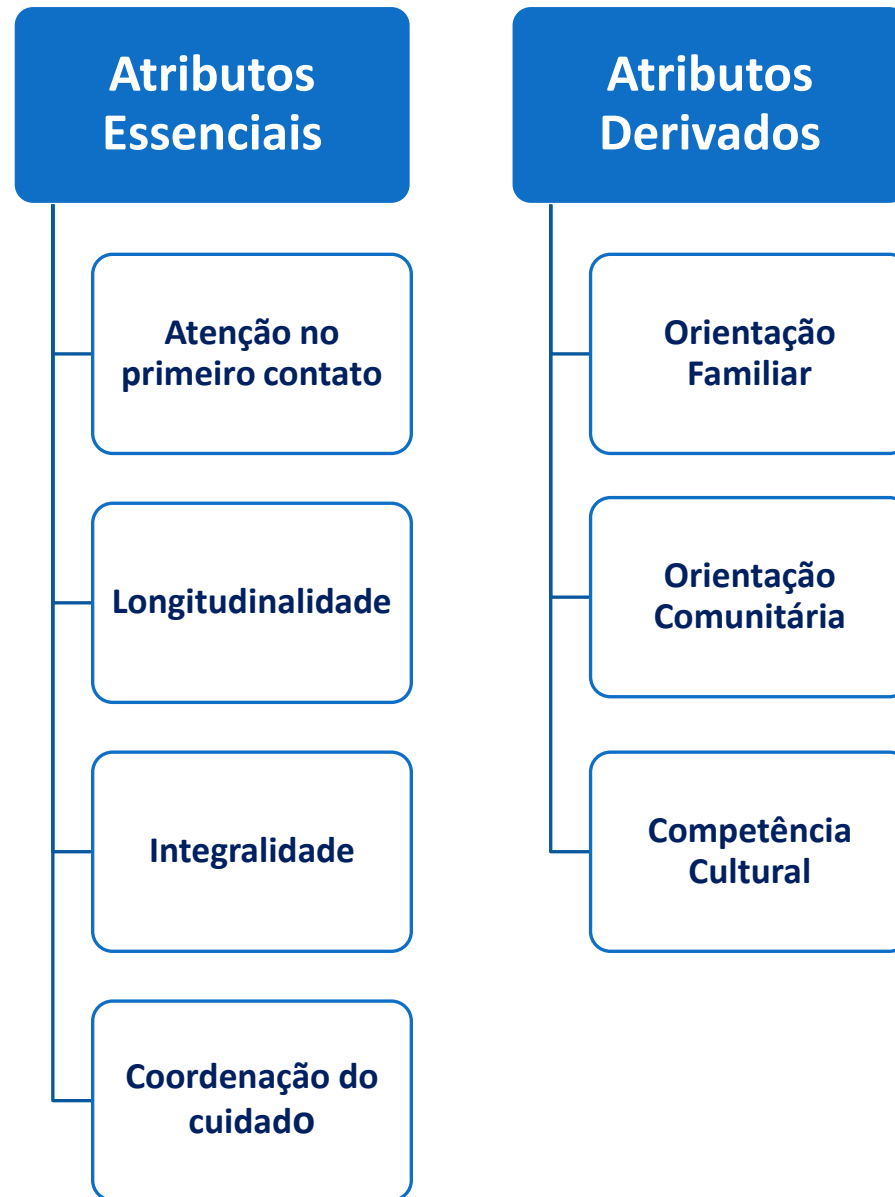 Atributos
Essenciais
Atenção no
primeiro contato
Longitudinalidade
Integralidade
Coordenação do
cuidado
Atributos
Derivados
Orientação
Familiar
Orientação
Comunitária
Competência
Cultural